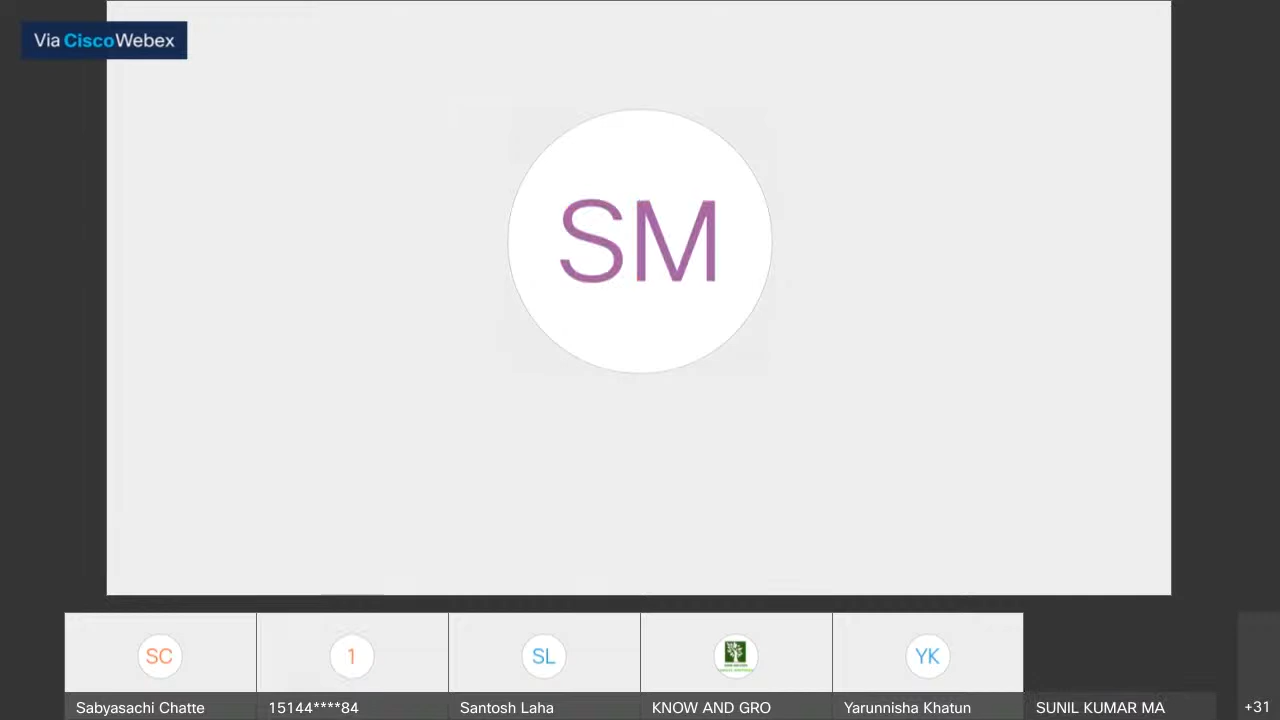 Via CiscoWebex
SM
SC
1
SL
YK
Sabyasachi Chatte
15144****84
Santosh Laha
KNOW AND GRO
Yarunnisha Khatun
SUNIL KUMAR MA
+31